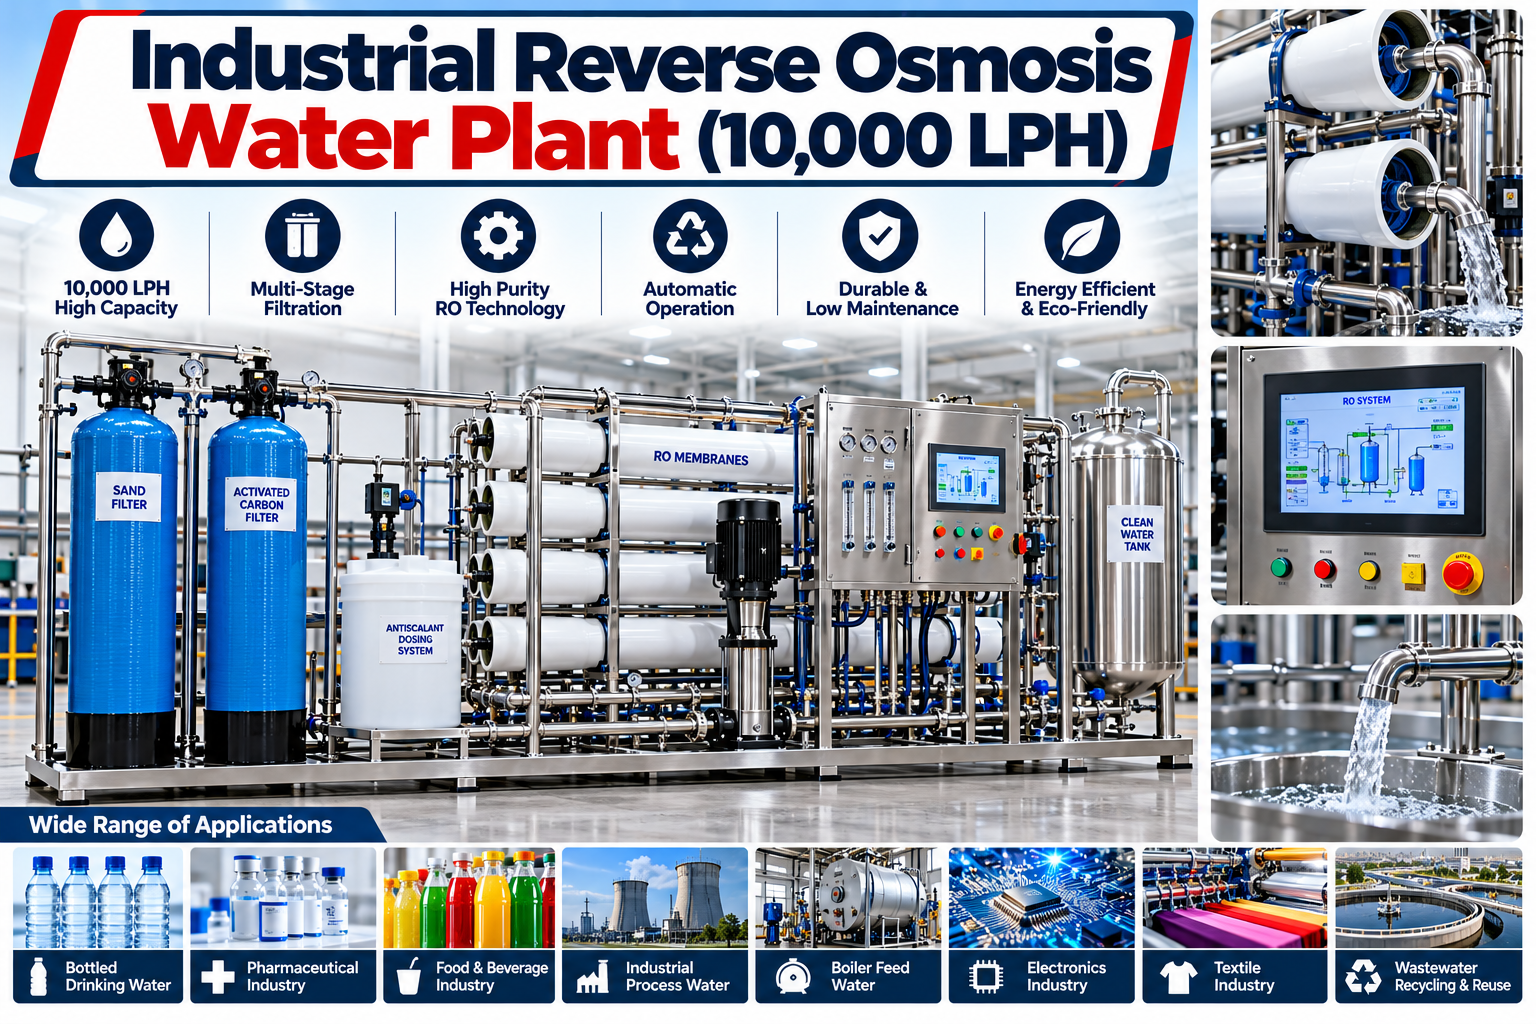 Industrial Reverse Osmosis
Water Plant (10,000 LPH)
10,000 LPH
High Capacity
Multi-Stage
Filtration
High Purity
RO Technology
Automatic
Operation
Durable &
Low Maintenance
Energy Efficient
& Eco-Friendly
SAND
FILTER
ACTIVATED
CARBON
FILTER
ANTISCALANT
DOSING
SYSTEM
RO MEMBRANES
CLEAN
WATER
TANK
RO SYSTEM
Wide Range of Applications
Bottled
Drinking Water
Pharmaceutical
Industry
Food & Beverage
Industry
Industrial
Process Water
Boiler Feed
Water
Electronics
Industry
Textile
Industry
Wastewater
Recycling & Reuse